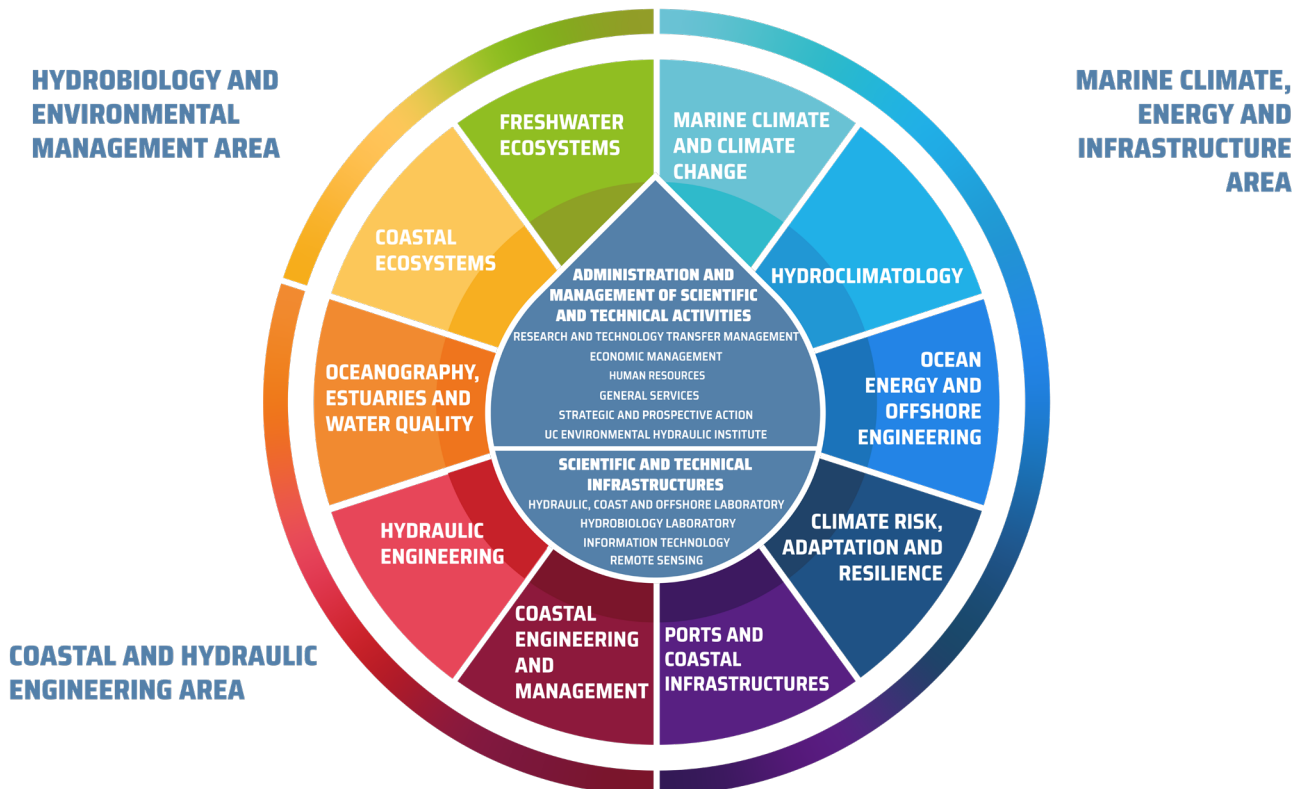 HYDROBIOLOGY AND
ENVIRONMENTAL
MANAGEMENT AREA
MARINE CLIMATE,
ENERGY AND
INFRASTRUCTURE
AREA
COASTAL AND HYDRAULIC
ENGINEERING AREA
FRESHWATER
ECOSYSTEMS
MARINE CLIMATE
AND CLIMATE
CHANGE
COASTAL
ECOSYSTEMS
HYDROCLIMATOLOGY
OCEANOGRAPHY,
ESTUARIES AND
WATER QUALITY
OCEAN
ENERGY AND
OFFSHORE
ENGINEERING
HYDRAULIC
ENGINEERING
CLIMATE RISK,
ADAPTATION AND
RESILIENCE
COASTAL
ENGINEERING
AND
MANAGEMENT
PORTS AND
COASTAL
INFRASTRUCTURES
ADMINISTRATION AND
MANAGEMENT OF SCIENTIFIC
AND TECHNICAL ACTIVITIES
RESEARCH AND TECHNOLOGY TRANSFER MANAGEMENT
ECONOMIC MANAGEMENT
HUMAN RESOURCES
GENERAL SERVICES
STRATEGIC AND PROSPECTIVE ACTION
UC ENVIRONMENTAL HYDRAULIC INSTITUTE
SCIENTIFIC AND TECHNICAL
INFRASTRUCTURES
HYDRAULIC, COAST AND OFFSHORE LABORATORY
HYDROBIOLOGY LABORATORY
INFORMATION TECHNOLOGY
REMOTE SENSING